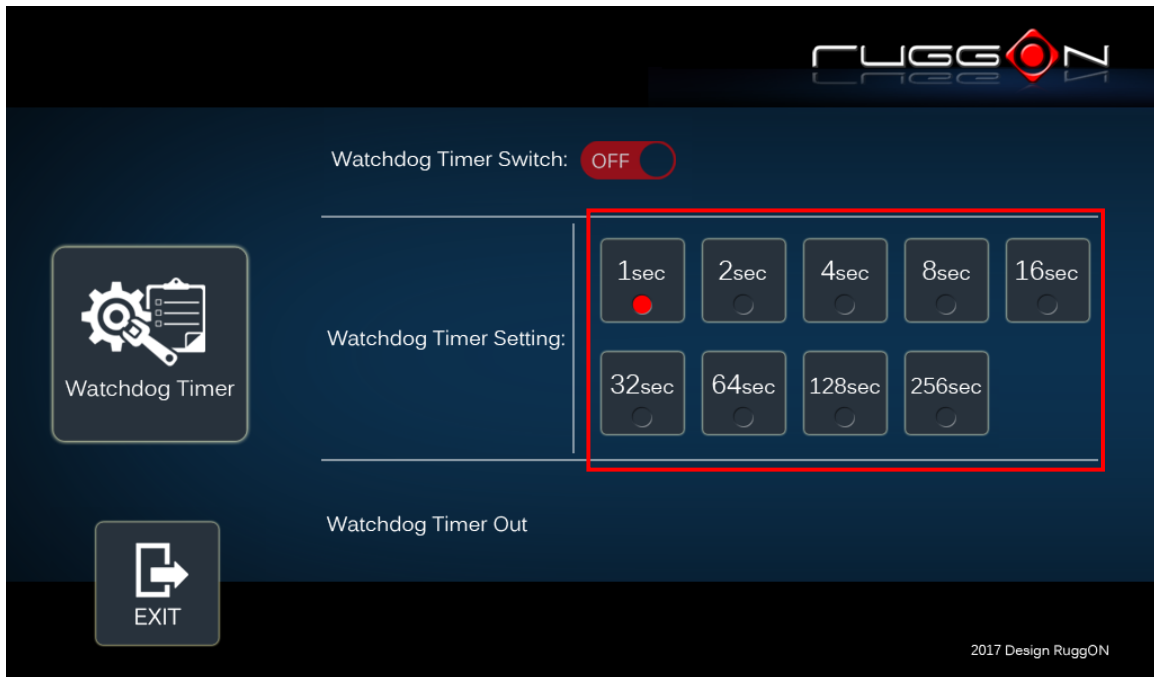 ruggON
Watchdog Timer Switch: OFF
1sec 2sec 4sec 8sec 16sec
Watchdog Timer Setting:
32sec 64sec 128sec 256sec
Watchdog Timer
Watchdog Timer Out
EXIT
2017 Design RuggON